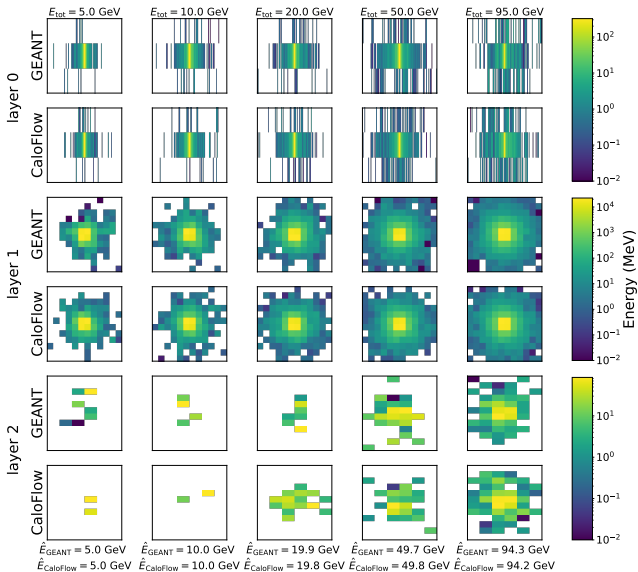 E_tot = 5.0 GeV E_tot = 10.0 GeV E_tot = 20.0 GeV E_tot = 50.0 GeV E_tot = 95.0 GeV
layer 0
GEANT
CaloFlow
10^2
10^1
10^0
10^−1
10^−2
layer 1
GEANT
CaloFlow
10^4
10^3
10^2
10^1
10^0
10^−1
10^−2
Energy (MeV)
layer 2
GEANT
CaloFlow
10^1
10^0
10^−1
10^−2
Ê_GEANT = 5.0 GeV Ê_GEANT = 10.0 GeV Ê_GEANT = 19.9 GeV Ê_GEANT = 49.7 GeV Ê_GEANT = 94.3 GeV
Ê_CaloFlow = 5.0 GeV Ê_CaloFlow = 10.0 GeV Ê_CaloFlow = 19.8 GeV Ê_CaloFlow = 49.8 GeV Ê_CaloFlow = 94.2 GeV